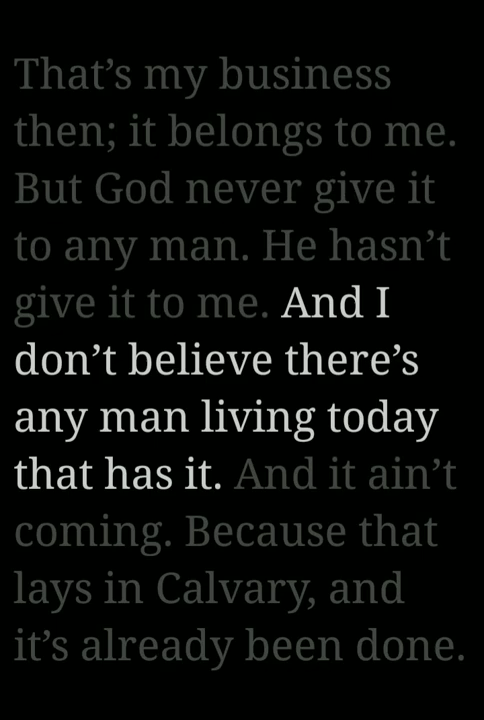 That’s my business
then; it belongs to me.
But God never give it
to any man. He hasn’t
give it to me. And I
don’t believe there’s
any man living today
that has it. And it ain’t
coming. Because that
lays in Calvary, and
it’s already been done.